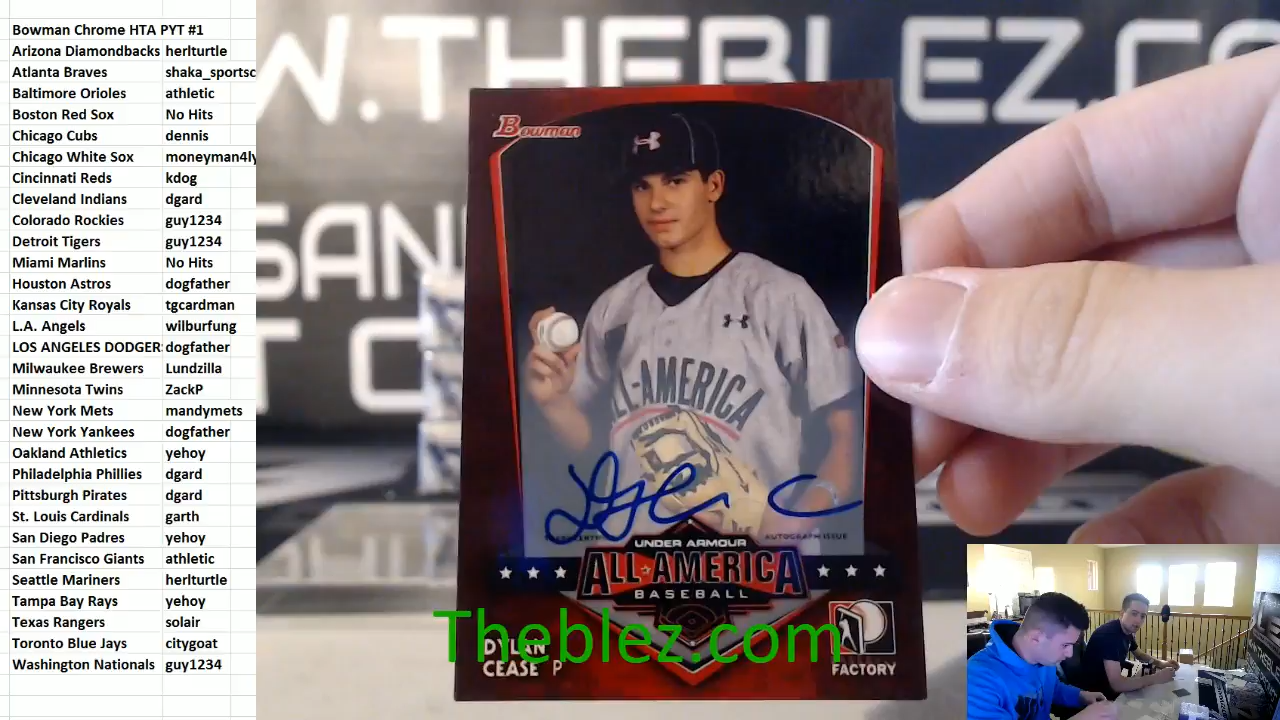 Bowman Chrome HTA PYT #1
Arizona Diamondbacks herlturtle
Atlanta Braves shaka_sportsc
Baltimore Orioles athletic
Boston Red Sox No Hits
Chicago Cubs dennis
Chicago White Sox moneyman4ly
Cincinnati Reds kdog
Cleveland Indians dgard
Colorado Rockies guy1234
Detroit Tigers guy1234
Miami Marlins No Hits
Houston Astros dogfather
Kansas City Royals tgcardman
L.A. Angels wilburfung
LOS ANGELES DODGER dogfather
Milwaukee Brewers Lundzilla
Minnesota Twins ZackP
New York Mets mandymets
New York Yankees dogfather
Oakland Athletics yehoy
Philadelphia Phillies dgard
Pittsburgh Pirates dgard
St. Louis Cardinals garth
San Diego Padres yehoy
San Francisco Giants athletic
Seattle Mariners herlturtle
Tampa Bay Rays yehoy
Texas Rangers solair
Toronto Blue Jays citygoat
Washington Nationals guy1234
W.THEBLEZ.CO
Bowman
ALL-AMERICA
AUTOGRAPH ISSUE
UNDER ARMOUR
ALL AMERICA
BASEBALL
Theblez.com
DYLAN
CEASE P
FACTORY